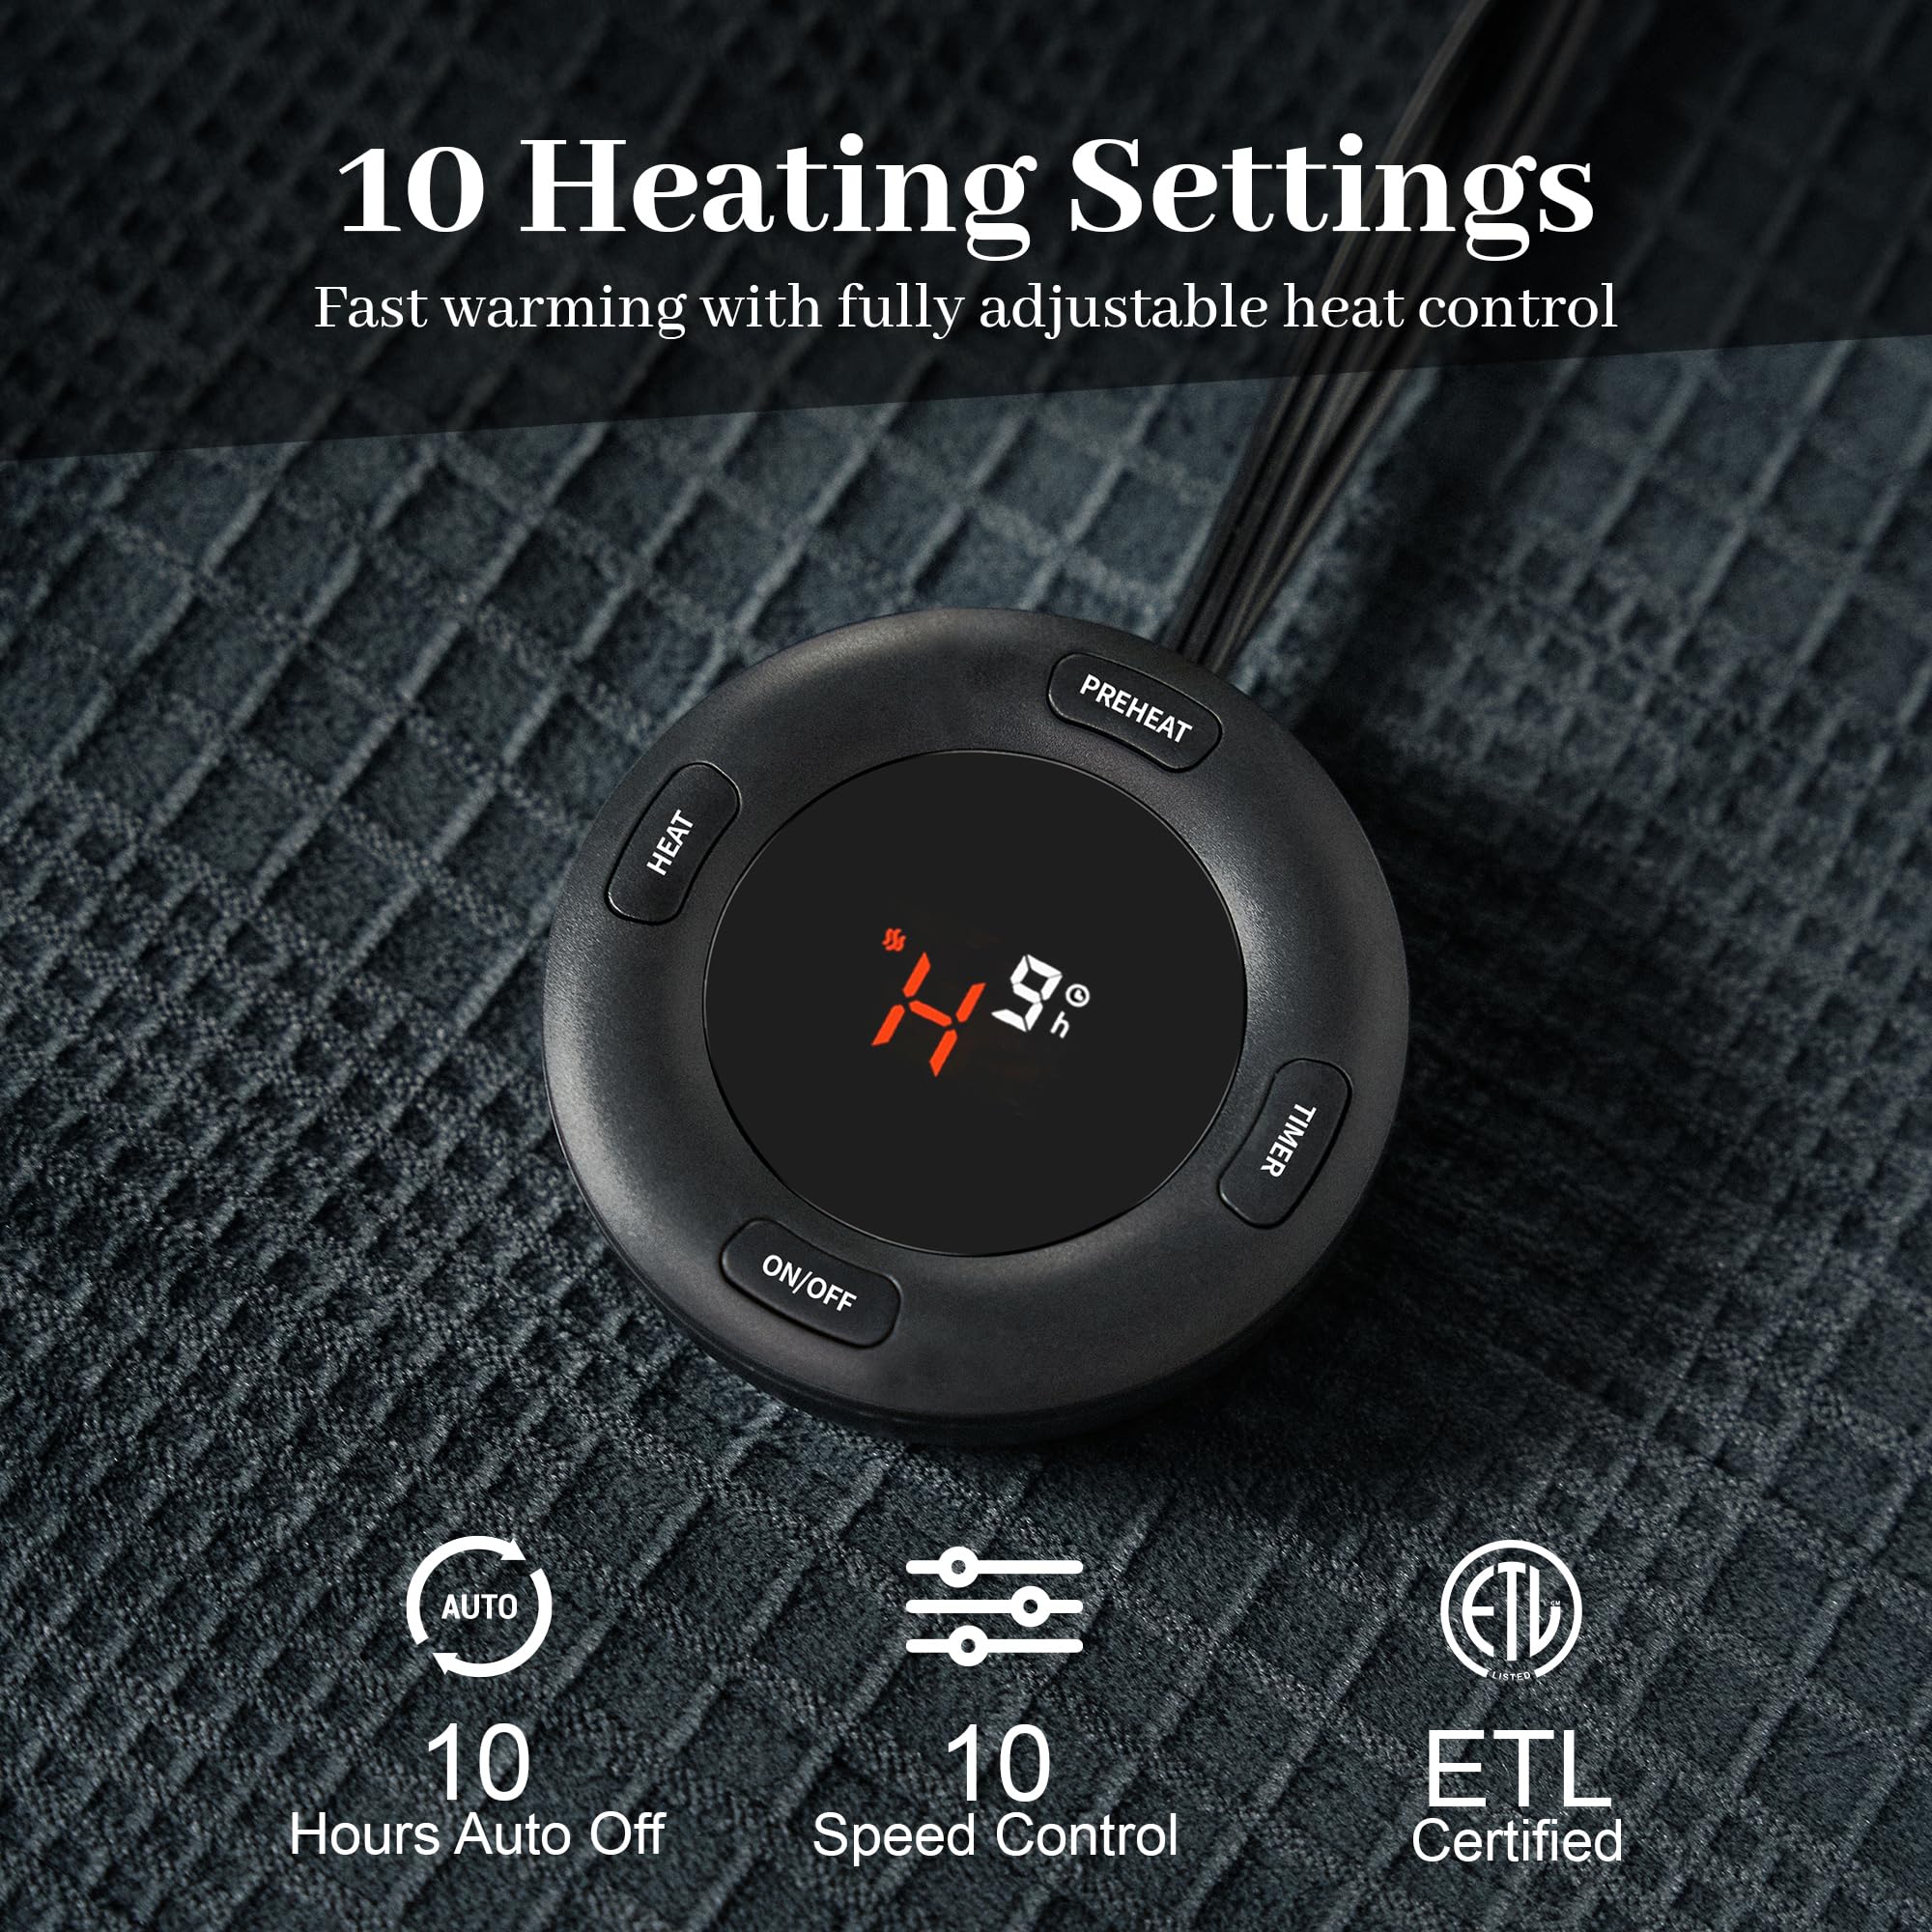 10 Heating Settings
Fast warming with fully adjustable heat control
PREHEAT
HEAT
H 9 h
TIMER
ON/OFF
AUTO
ETL CM
LISTED
10
Hours Auto Off
10
Speed Control
ETL
Certified